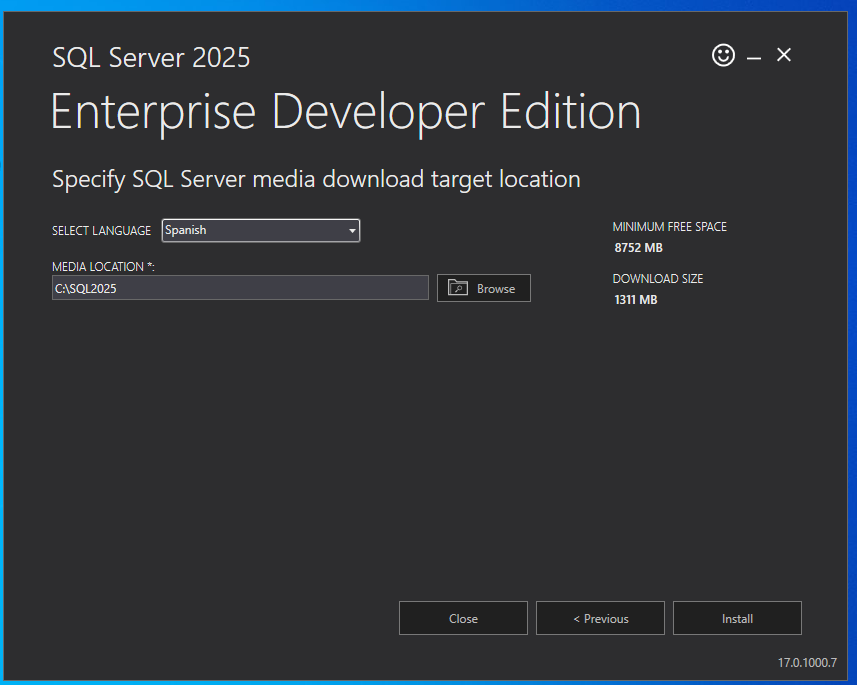 SQL Server 2025
Enterprise Developer Edition
Specify SQL Server media download target location
SELECT LANGUAGE Spanish
MEDIA LOCATION *:
C:\SQL2025
Browse
MINIMUM FREE SPACE
8752 MB
DOWNLOAD SIZE
1311 MB
Close
< Previous
Install
17.0.1000.7